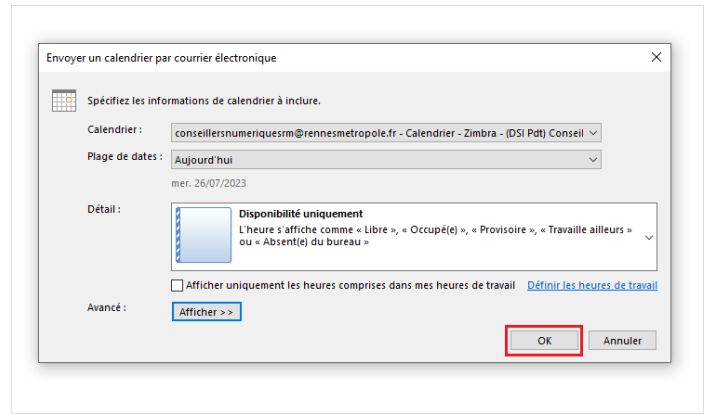 Envoyer un calendrier par courrier électronique
Spécifiez les informations de calendrier à inclure.
Calendrier :
conseillersnumeriquesrm@rennesmetropole.fr - Calendrier - Zimbra - (DSI Pdt) Conseil
Plage de dates :
Aujourd'hui
mer. 26/07/2023
Détail :
Disponibilité uniquement
L'heure s'affiche comme « Libre », « Occupé(e) », « Provisoire », « Travaille ailleurs »
ou « Absent(e) du bureau »
Afficher uniquement les heures comprises dans mes heures de travail
Définir les heures de travail
Avancé :
Afficher >>
OK
Annuler